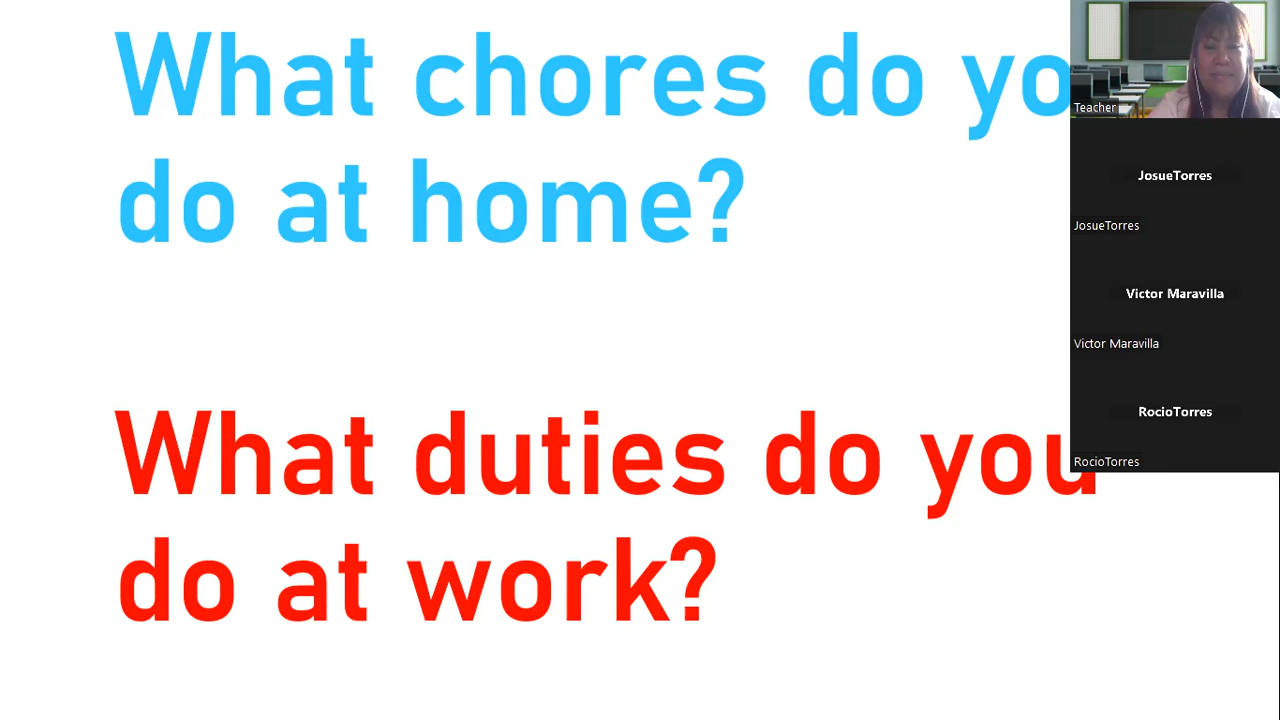 What chores do yo
do at home?
What duties do you
do at work?
Teacher
JosueTorres
JosueTorres
Victor Maravilla
Victor Maravilla
RocioTorres
RocioTorres